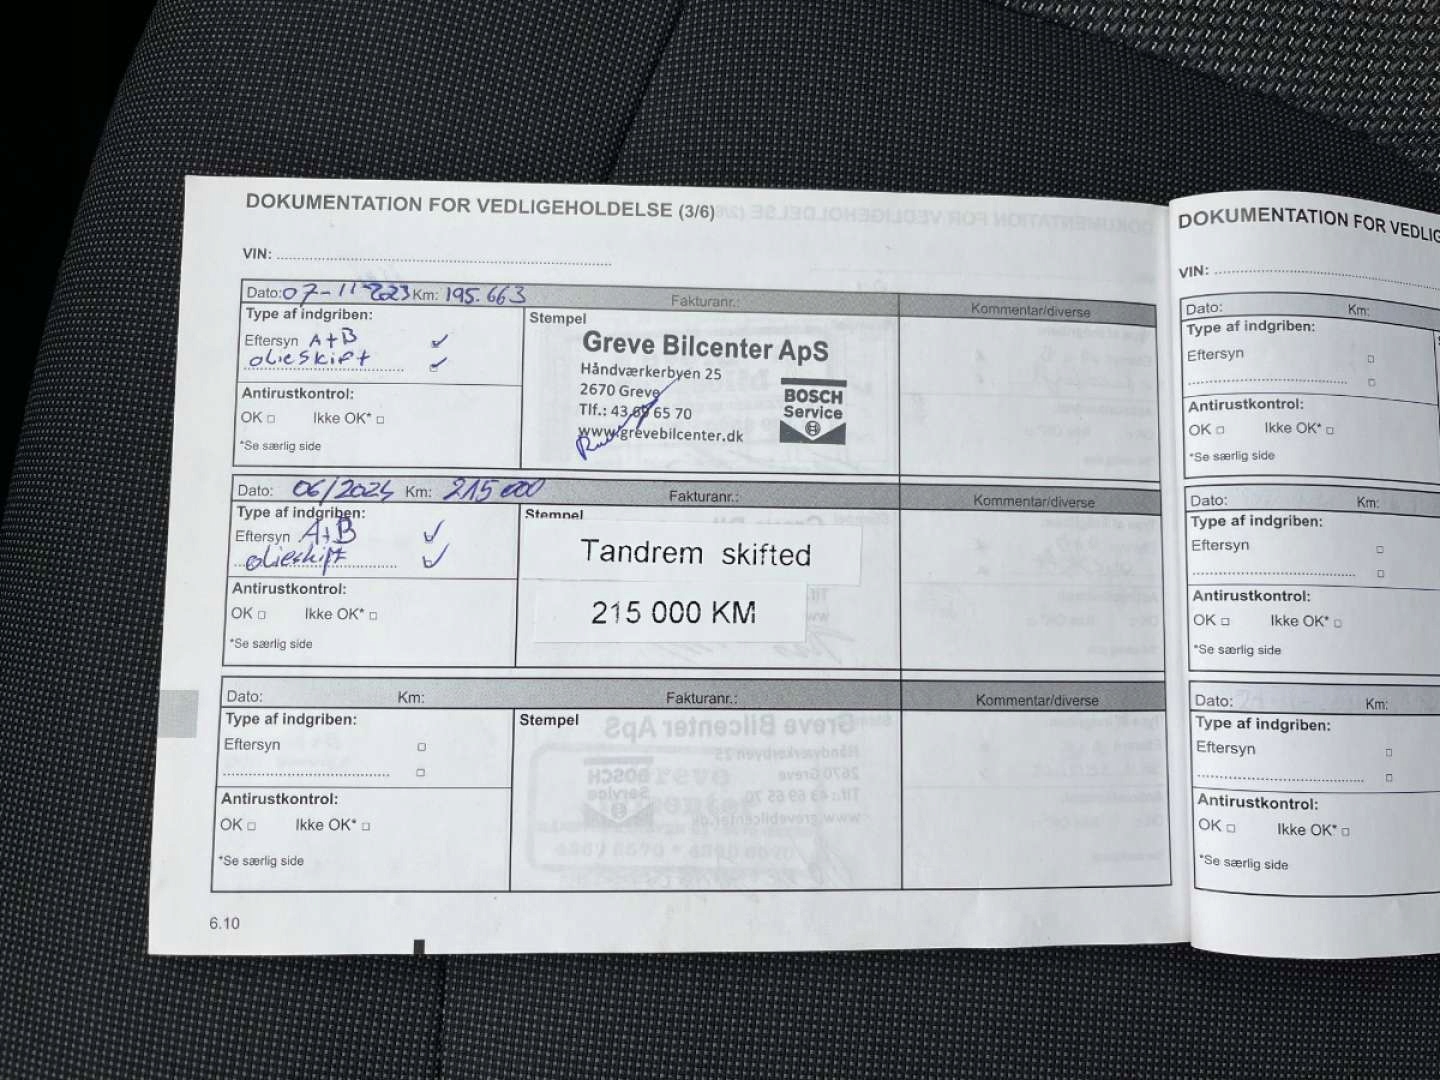 DOKUMENTATION FOR VEDLIGEHOLDELSE (3/6)
VIN:
Dato: 07-11-2023 Km: 195.663 Fakturanr.: Kommentar/diverse
Type af indgriben:
Eftersyn A+B
olieskift
Antirustkontrol:
OK Ikke OK*
*Se særlig side
Stempel
Greve Bilcenter ApS
Håndværkerbyen 25
2670 Greve
Tlf.: 43 69 65 70
www.grevebilcenter.dk
BOSCH
Service
Dato: 06/2024 Km: 215 000 Fakturanr.: Kommentar/diverse
Type af indgriben:
Eftersyn A+B
olieskift
Antirustkontrol:
OK Ikke OK*
*Se særlig side
Stempel
Tandrem skifted
215 000 KM
Dato: Km: Fakturanr.: Kommentar/diverse
Type af indgriben:
Eftersyn
Antirustkontrol:
OK Ikke OK*
*Se særlig side
Stempel
6.10
DOKUMENTATION FOR VEDLIG
VIN:
Dato: Km:
Type af indgriben:
Eftersyn
Antirustkontrol:
OK Ikke OK*
*Se særlig side
Dato: Km:
Type af indgriben:
Eftersyn
Antirustkontrol:
OK Ikke OK*
*Se særlig side
Dato: Km:
Type af indgriben:
Eftersyn
Antirustkontrol:
OK Ikke OK*
*Se særlig side